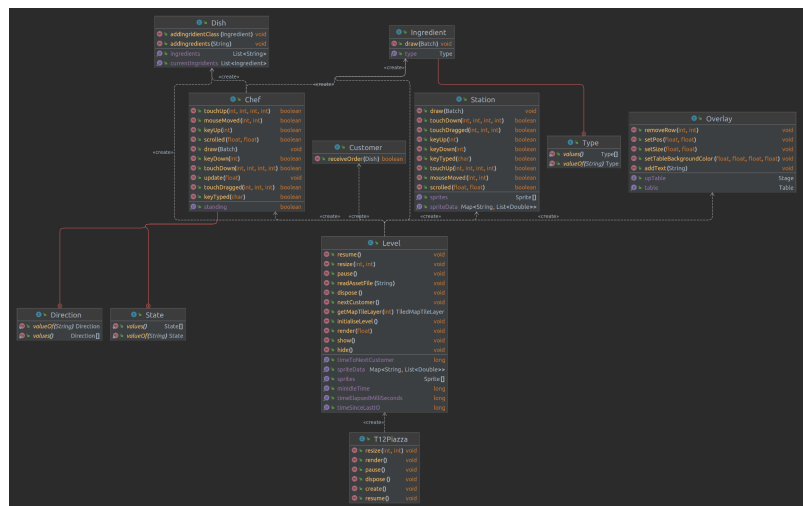 Dish
addingridientClass(Ingredient) void
addIngredients(String) void
ingredients List<String>
currentIngridients List<Ingredient>
Ingredient
draw(Batch) void
type Type
«create»
«create»
Chef
touchUp(int, int, int, int) boolean
mouseMoved(int, int) boolean
keyUp(int) boolean
scrolled(float, float) boolean
draw(Batch) void
keyDown(int) boolean
touchDown(int, int, int, int) boolean
update(float) void
touchDragged(int, int, int) boolean
keyTyped(char) boolean
standing boolean
Station
draw(Batch) void
touchDown(int, int, int, int) boolean
touchDragged(int, int, int) boolean
keyUp(int) boolean
keyDown(int) boolean
keyTyped(char) boolean
touchUp(int, int, int, int) boolean
mouseMoved(int, int) boolean
scrolled(float, float) boolean
sprites Sprite[]
spriteData Map<String, List<Double>>
Overlay
removeRow(int, int) void
setPos(float, float) void
setSize(float, float) void
setTableBackgroundColor(float, float, float, float) void
addText(String) void
upTable Stage
table Table
Type
values() Type[]
valueOf(String) Type
Customer
receiveOrder(Dish) boolean
«create»
«create»
«create»
«create»
«create»
Level
resume() void
resize(int, int) void
pause() void
readAssetFile(String) void
dispose() void
nextCustomer() void
getMapTileLayer(int) TiledMapTileLayer
initialiseLevel() void
render(float) void
show() void
hide() void
timeToNextCustomer long
spriteData Map<String, List<Double>>
sprites Sprite[]
minIdleTime long
timeElapsedMilliSeconds long
timeSinceLastIO long
Direction
valueOf(String) Direction
values() Direction[]
State
values() State[]
valueOf(String) State
«create»
T12Piazza
resize(int, int) void
render() void
pause() void
dispose() void
create() void
resume() void